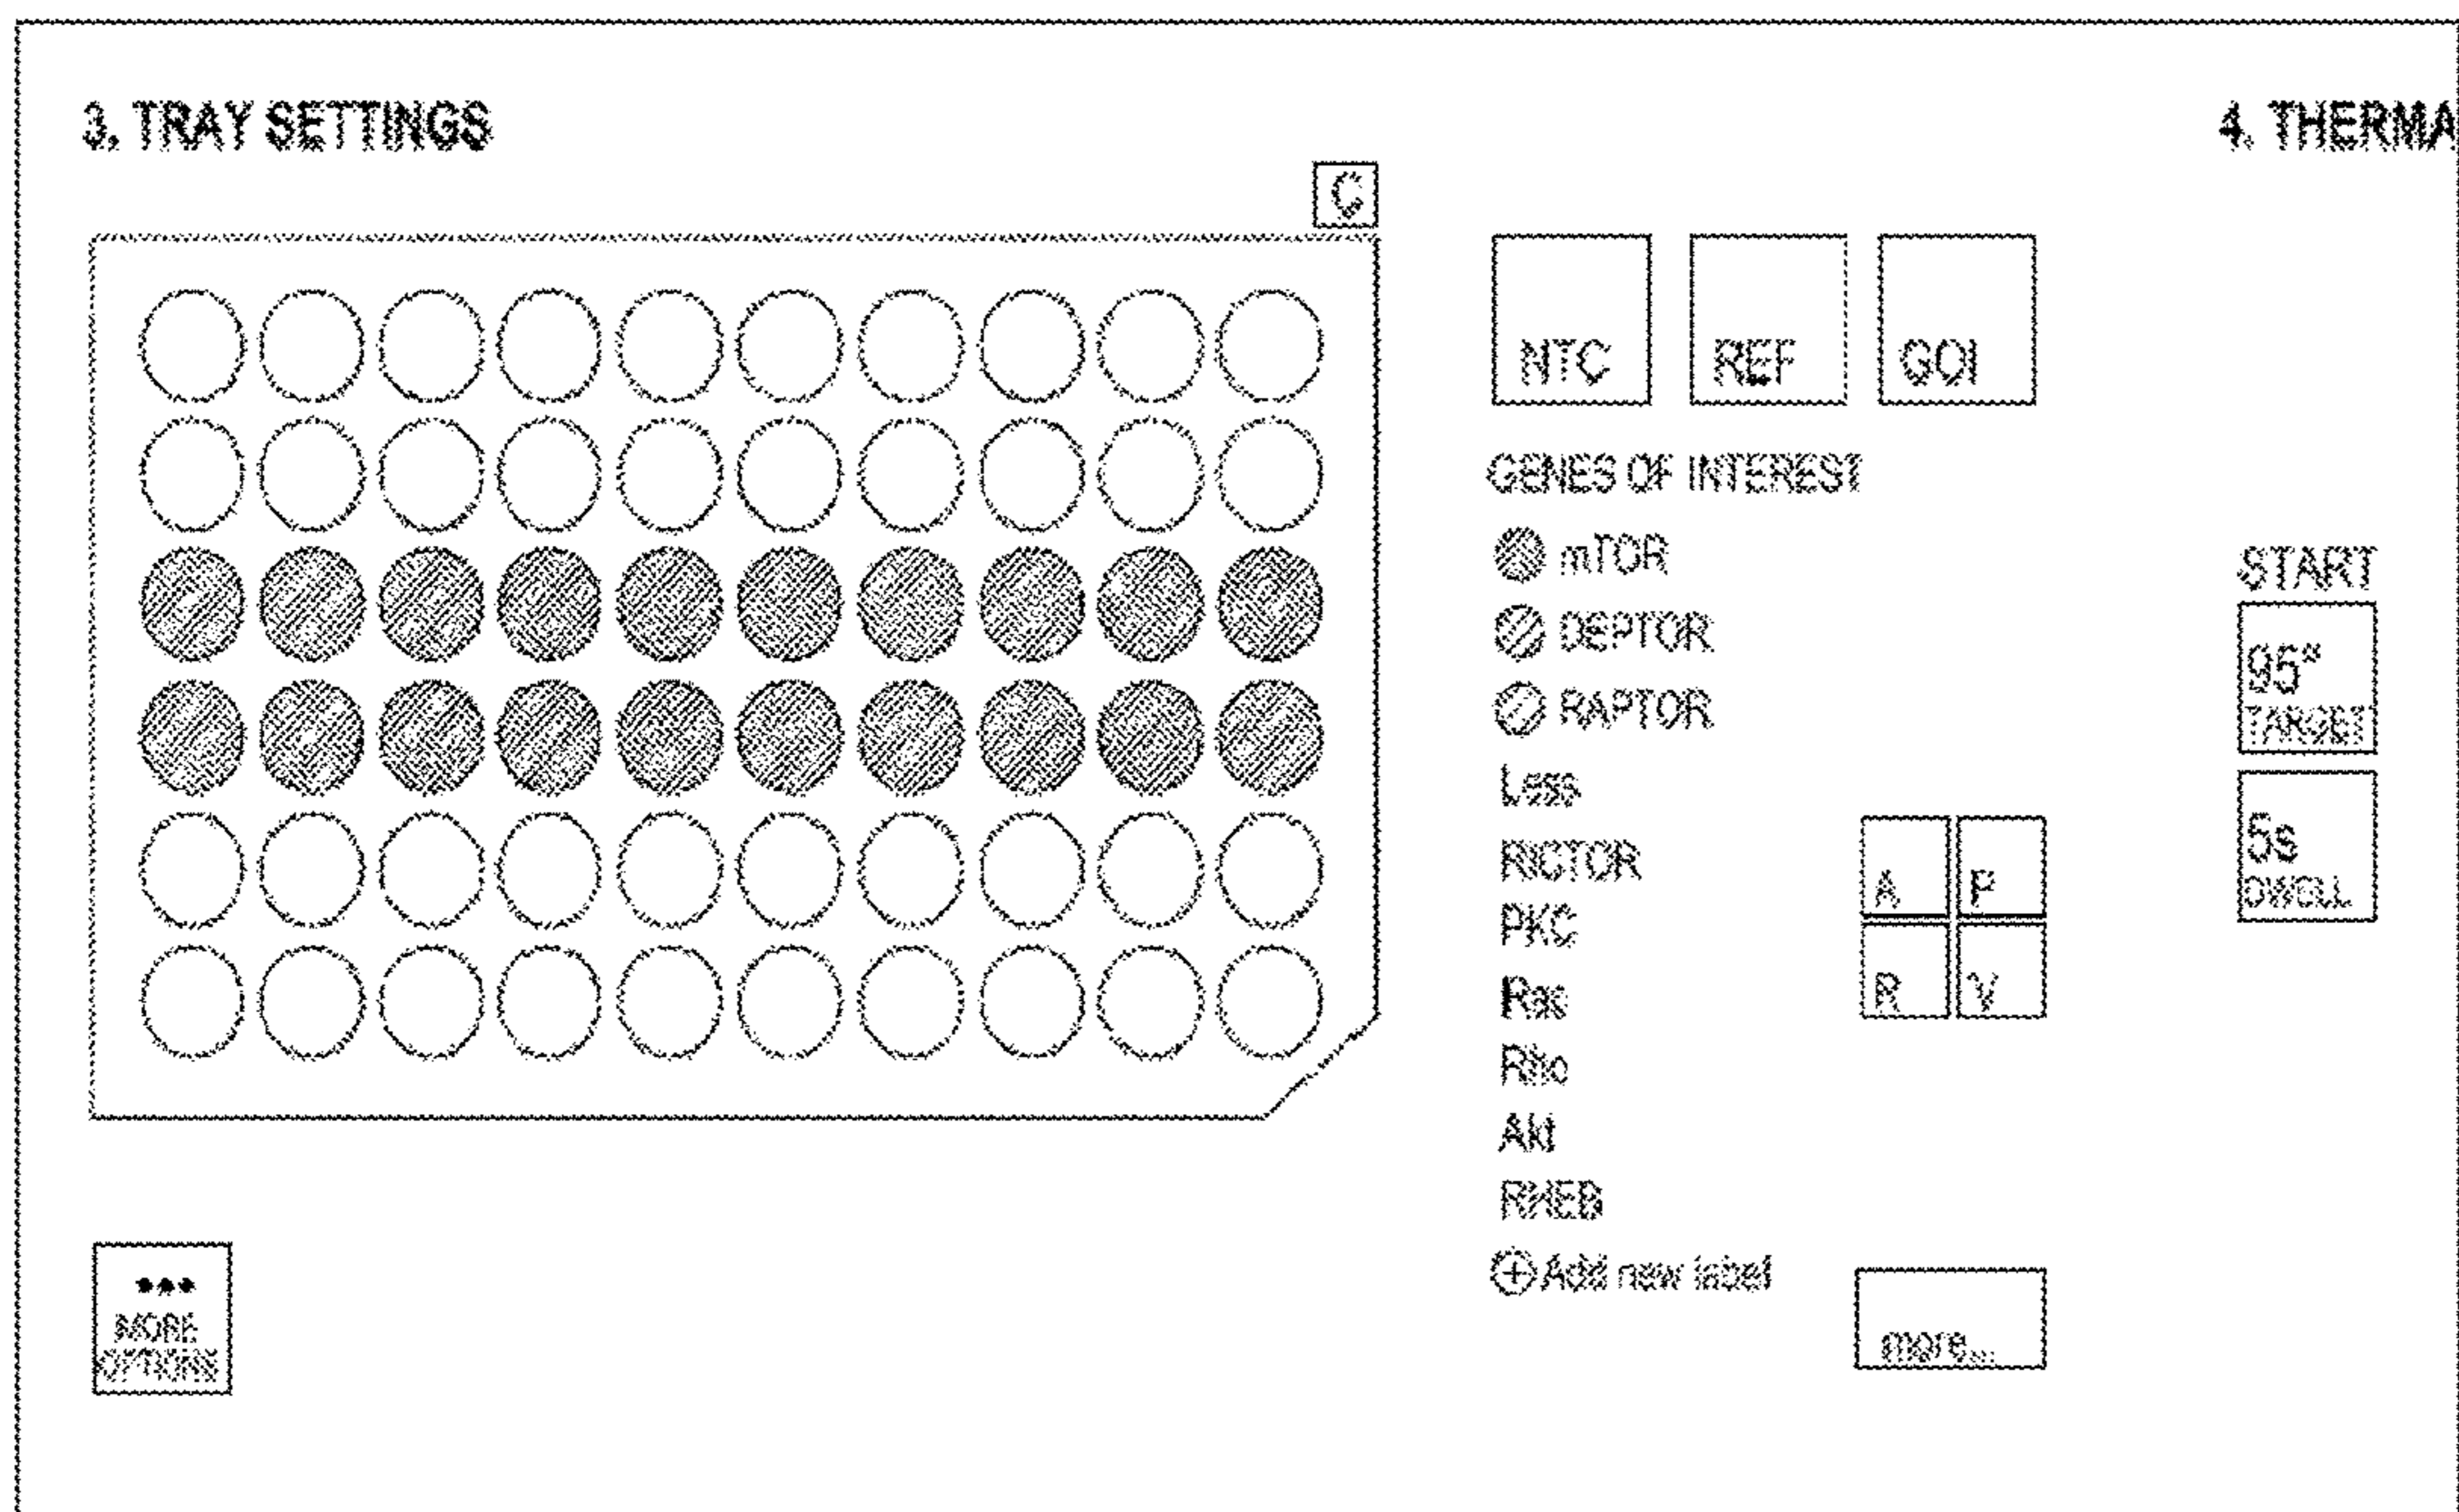 3. TRAY SETTINGS
4. THERMA
C
NTC
REF
GOI
GENES OF INTEREST
mTOR
DEPTOR
RAPTOR
RICTOR
PKC
Ras
Rho
Akt
RHEB
Add new label
A
P
R
V
more...
START
95°
TARGET
5s
DWELL
MORE
OPTIONS